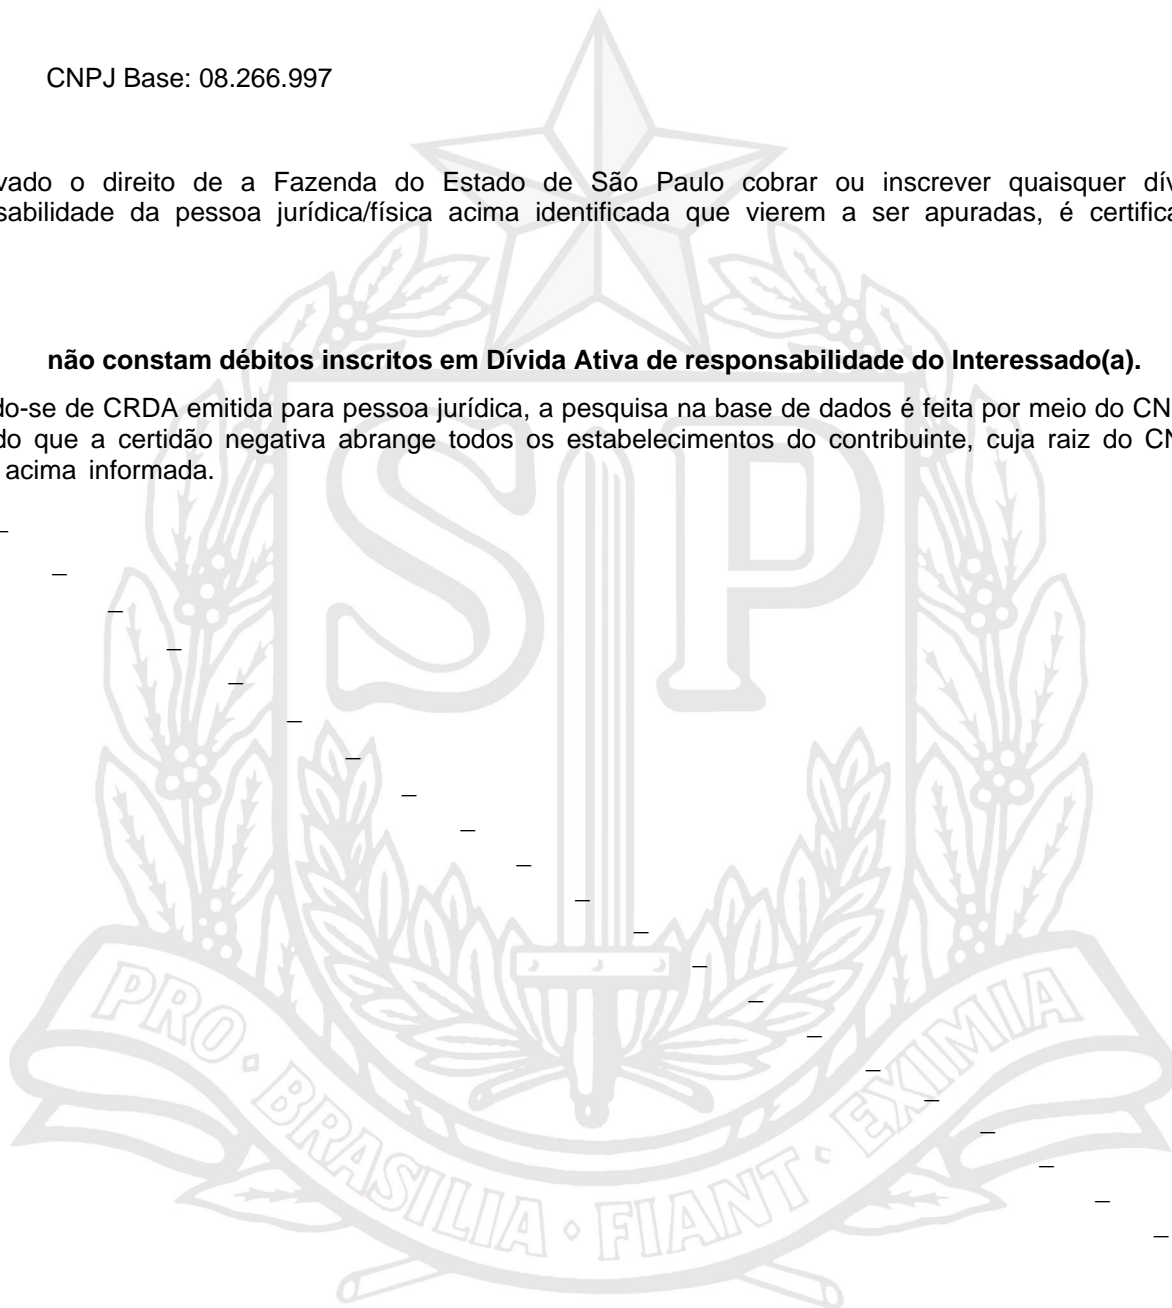 CNPJ Base: 08.266.997
vado o direito de a Fazenda do Estado de São Paulo cobrar ou inscrever quaisquer dív
sabilidade da pessoa jurídica/física acima identificada que vierem a ser apuradas, é certifica
não constam débitos inscritos em Dívida Ativa de responsabilidade do Interessado(a).
do-se de CRDA emitida para pessoa jurídica, a pesquisa na base de dados é feita por meio do CN
do que a certidão negativa abrange todos os estabelecimentos do contribuinte, cuja raiz do CN
acima informada.
SP
PRO • BRASILIA • FIANT • EXIMIA